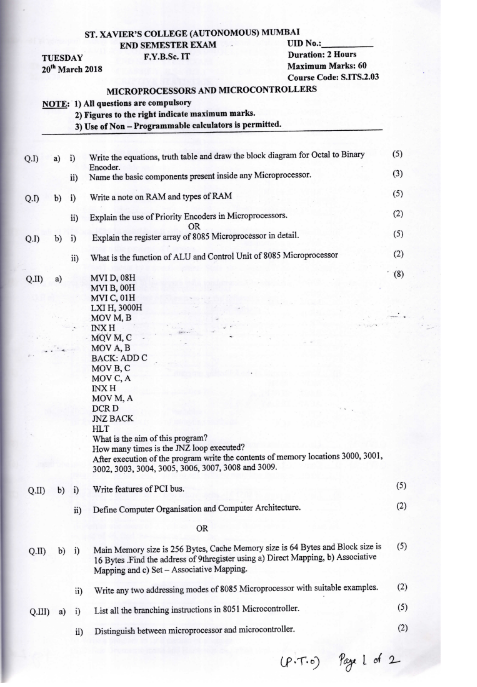 ST. XAVIER'S COLLEGE (AUTONOMOUS) MUMBAI
END SEMESTER EXAM UID No.:
TUESDAY F.Y.B.Sc. IT Duration: 2 Hours
20th March 2018 Maximum Marks: 60
Course Code: S.ITS.2.03
MICROPROCESSORS AND MICROCONTROLLERS
NOTE: 1) All questions are compulsory
2) Figures to the right indicate maximum marks.
3) Use of Non – Programmable calculators is permitted.
Q.I) a) i) Write the equations, truth table and draw the block diagram for Octal to Binary (5)
Encoder.
ii) Name the basic components present inside any Microprocessor. (3)
Q.I) b) i) Write a note on RAM and types of RAM (5)
ii) Explain the use of Priority Encoders in Microprocessors. (2)
OR
Q.I) b) i) Explain the register array of 8085 Microprocessor in detail. (5)
ii) What is the function of ALU and Control Unit of 8085 Microprocessor (2)
Q.II) a) MVI D, 08H (8)
MVI B, 00H
MVI C, 01H
LXI H, 3000H
MOV M, B
INX H
MOV M, C
MOV A, B
BACK: ADD C
MOV B, C
MOV C, A
INX H
MOV M, A
DCR D
JNZ BACK
HLT
What is the aim of this program?
How many times is the JNZ loop executed?
After execution of the program write the contents of memory locations 3000, 3001,
3002, 3003, 3004, 3005, 3006, 3007, 3008 and 3009.
Q.II) b) i) Write features of PCI bus. (5)
ii) Define Computer Organisation and Computer Architecture. (2)
OR
Q.II) b) i) Main Memory size is 256 Bytes, Cache Memory size is 64 Bytes and Block size is (5)
16 Bytes .Find the address of 9thregister using a) Direct Mapping, b) Associative
Mapping and c) Set – Associative Mapping.
ii) Write any two addressing modes of 8085 Microprocessor with suitable examples. (2)
Q.III) a) i) List all the branching instructions in 8051 Microcontroller. (5)
ii) Distinguish between microprocessor and microcontroller. (2)
(P.T.O) Page 1 of 2